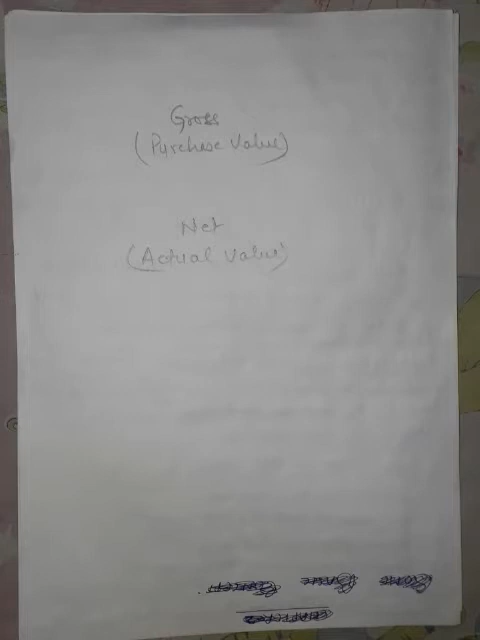 Gross
(Purchase Value)
Net
(Actual Value)